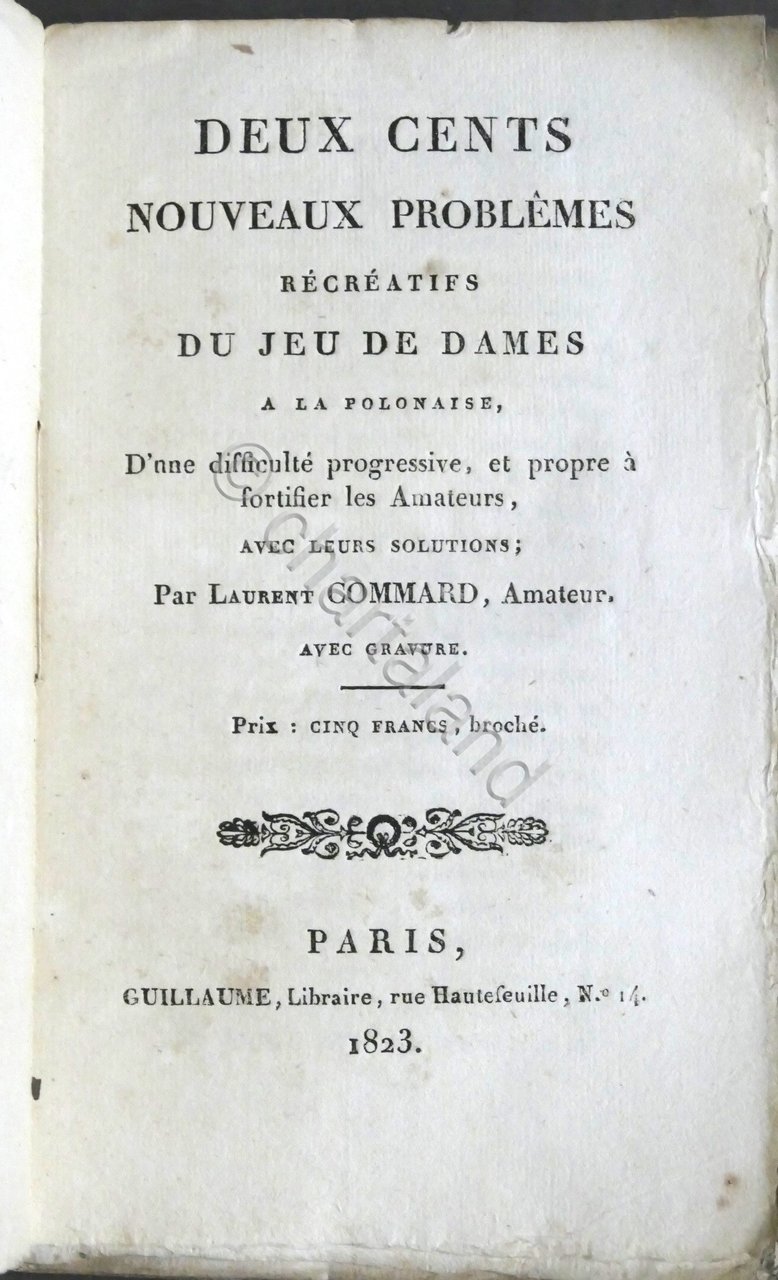 DEUX CENTS
NOUVEAUX PROBLÊMES
RÉCRÉATIFS
DU JEU DE DAMES
A LA POLONAISE,
D'une difficulté progressive, et propre à
fortifier les Amateurs,
AVEC LEURS SOLUTIONS;
Par LAURENT COMMARD, Amateur.
AVEC GRAVURE.
Prix : CINQ FRANCS, broché.
PARIS,
GUILLAUME, Libraire, rue Hautefeuille, N.º 14.
1823.
© chartaland